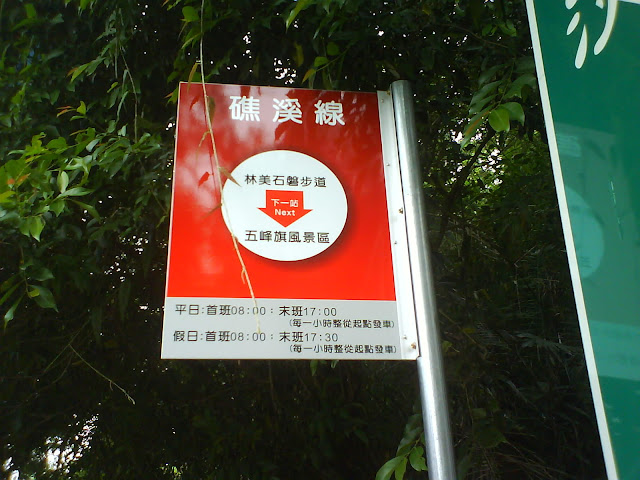 礁溪線
林美石磐步道
下一站
Next
五峰旗風景區
平日:首班08:00；末班17:00
(每一小時整從起點發車)
假日:首班08:00；末班17:30
(每一小時整從起點發車)